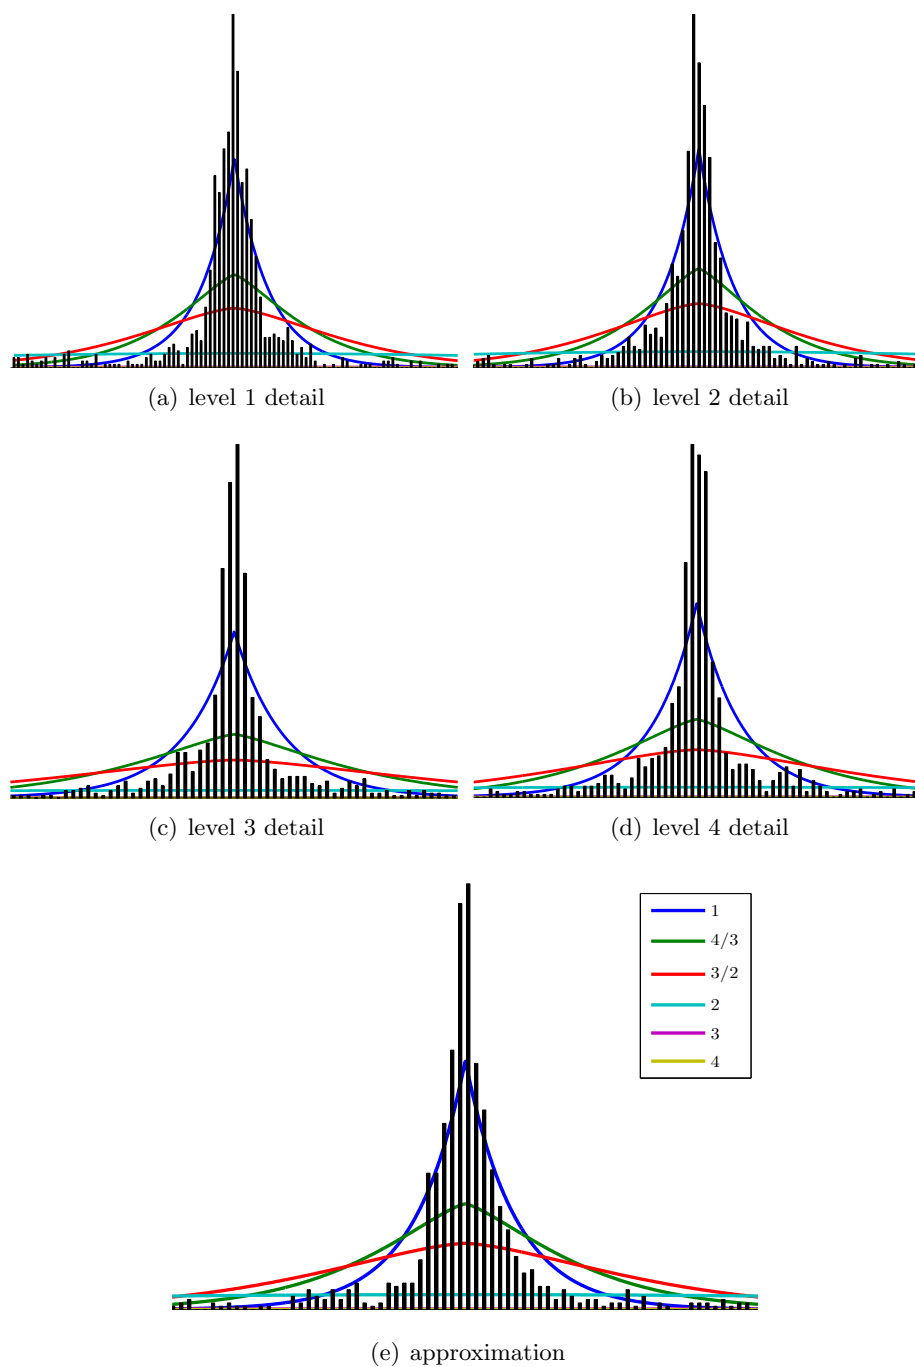 (a) level 1 detail
(b) level 2 detail
(c) level 3 detail
(d) level 4 detail
1
4/3
3/2
2
3
4
(e) approximation